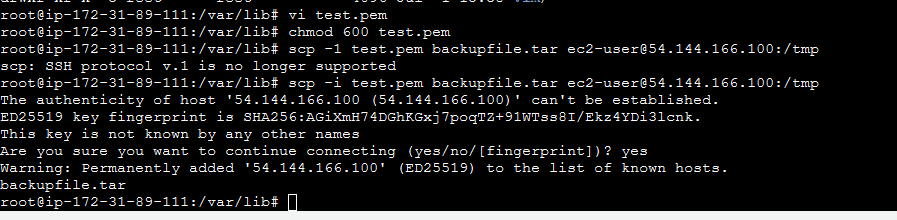 root@ip-172-31-89-111:/var/lib# vi test.pem
root@ip-172-31-89-111:/var/lib# chmod 600 test.pem
root@ip-172-31-89-111:/var/lib# scp -1 test.pem backupfile.tar ec2-user@54.144.166.100:/tmp
scp: SSH protocol v.1 is no longer supported
root@ip-172-31-89-111:/var/lib# scp -i test.pem backupfile.tar ec2-user@54.144.166.100:/tmp
The authenticity of host '54.144.166.100 (54.144.166.100)' can't be established.
ED25519 key fingerprint is SHA256:AGiXmH74DGhKGxj7poqTZ+91WTss8I/Ekz4YDi3lcnk.
This key is not known by any other names
Are you sure you want to continue connecting (yes/no/[fingerprint])? yes
Warning: Permanently added '54.144.166.100' (ED25519) to the list of known hosts.
backupfile.tar
root@ip-172-31-89-111:/var/lib#